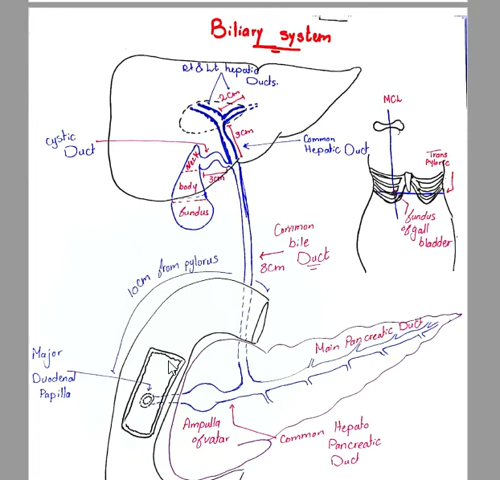 Biliary system
Rt & Lt hepatic
Ducts.
2cm
MCL
3cm
Cystic
Duct
Common
Hepatic Duct
Trans
Pyloric
Neck
3cm
body
fundus
fundus
of gall
bladder
Common
bile
Duct
8cm
10cm from pylorus
Main Pancreatic Duct
Major
Duodenal
Papilla
Ampulla
of vatar
Common Hepato
Pancreatic
Duct